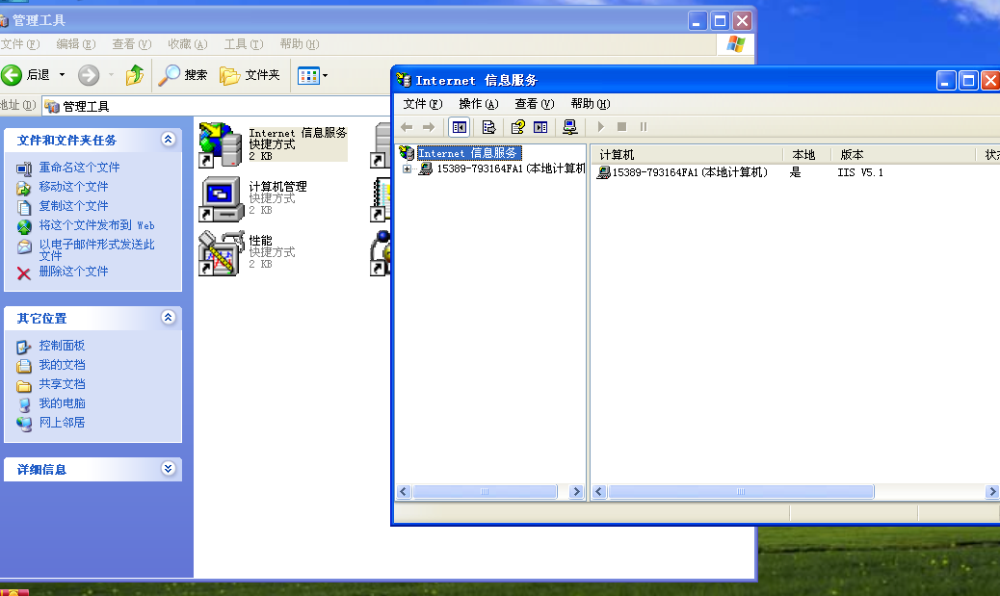 管理工具
文件(F) 编辑(E) 查看(V) 收藏(A) 工具(T) 帮助(H)
后退 搜索 文件夹
地址(D) 管理工具
文件和文件夹任务
重命名这个文件
移动这个文件
复制这个文件
将这个文件发布到 Web
以电子邮件形式发送此
文件
删除这个文件
其它位置
控制面板
我的文档
共享文档
我的电脑
网上邻居
详细信息
Internet 信息服务
快捷方式
2 KB
计算机管理
快捷方式
2 KB
性能
快捷方式
2 KB
Internet 信息服务
文件(F) 操作(A) 查看(V) 帮助(H)
Internet 信息服务
15389-793164FA1(本地计算机
计算机 本地 版本 状
15389-793164FA1(本地计算机) 是 IIS V5.1